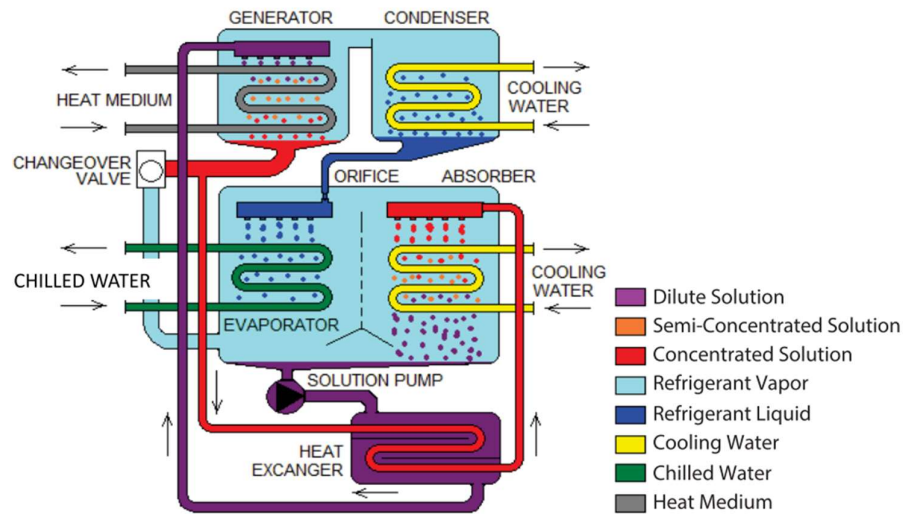 GENERATOR
CONDENSER
HEAT MEDIUM
COOLING
WATER
CHANGEOVER
VALVE
ORIFICE
ABSORBER
CHILLED WATER
COOLING
WATER
EVAPORATOR
SOLUTION PUMP
HEAT
EXCANGER
Dilute Solution
Semi-Concentrated Solution
Concentrated Solution
Refrigerant Vapor
Refrigerant Liquid
Cooling Water
Chilled Water
Heat Medium